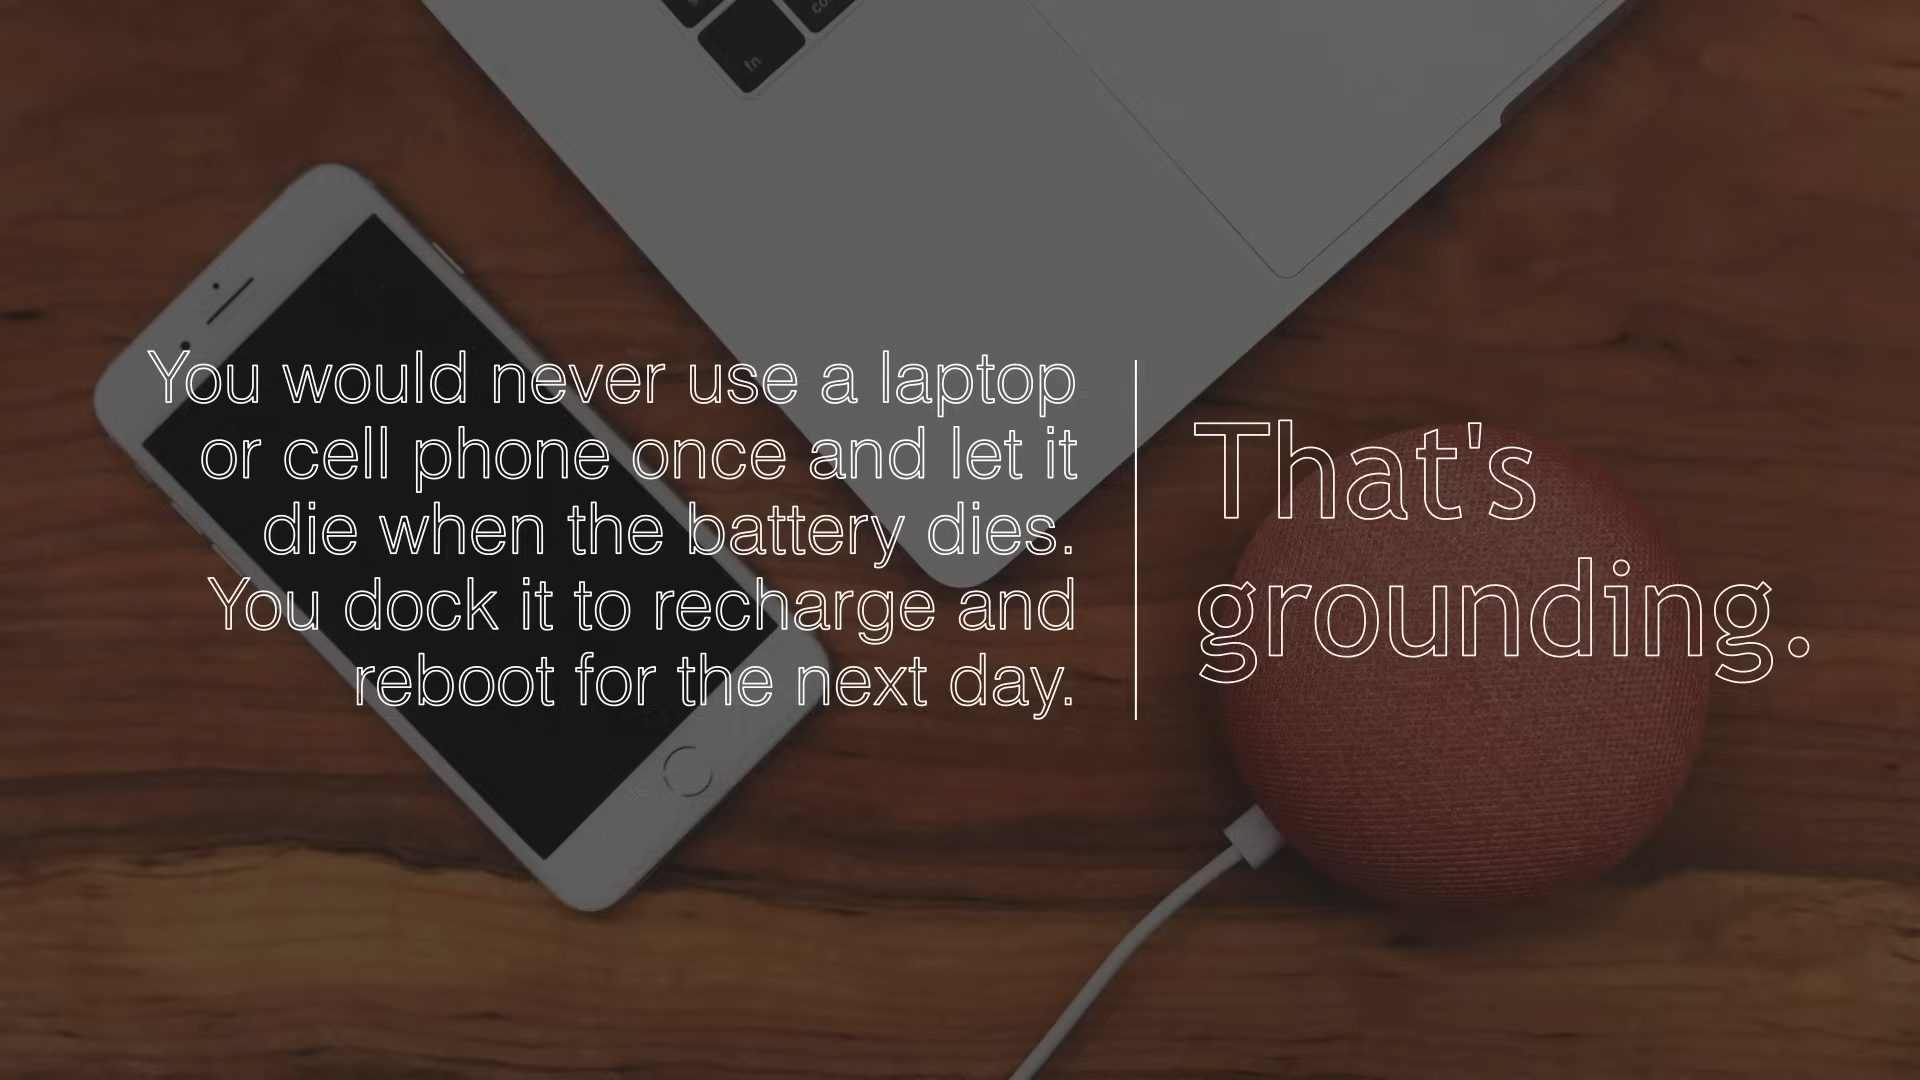 fn
You would never use a laptop
or cell phone once and let it
die when the battery dies.
You dock it to recharge and
reboot for the next day.
That's
grounding.